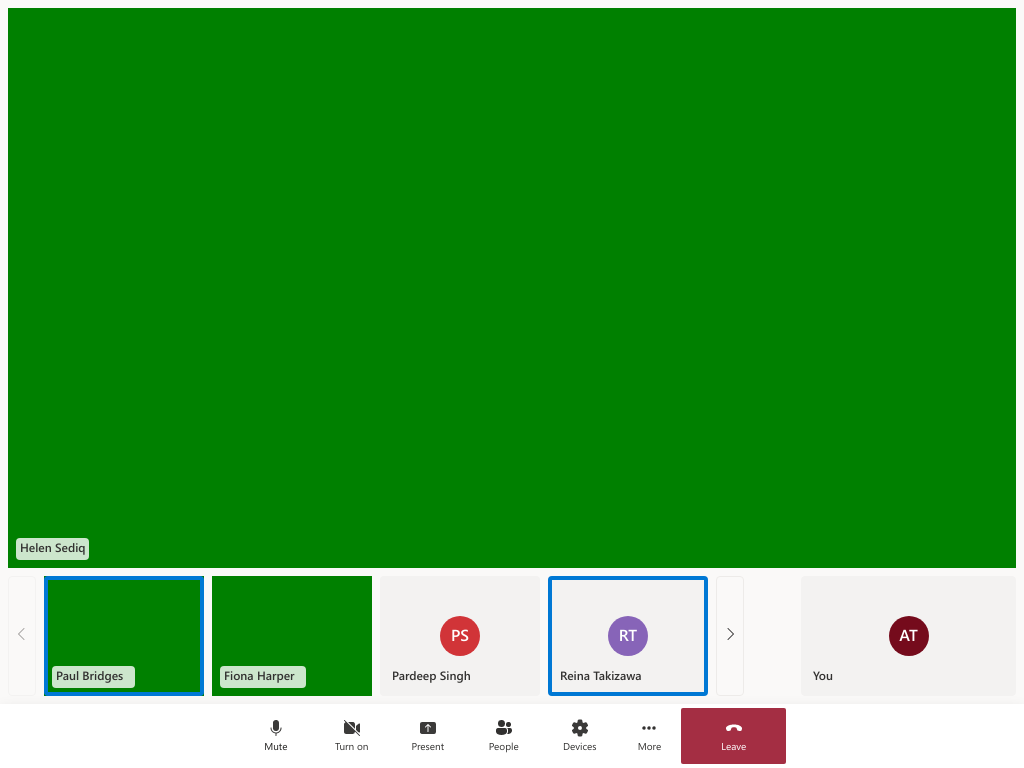 Helen Sediq
Paul Bridges
Fiona Harper
PS
Pardeep Singh
RT
Reina Takizawa
AT
You
Mute
Turn on
Present
People
Devices
More
Leave